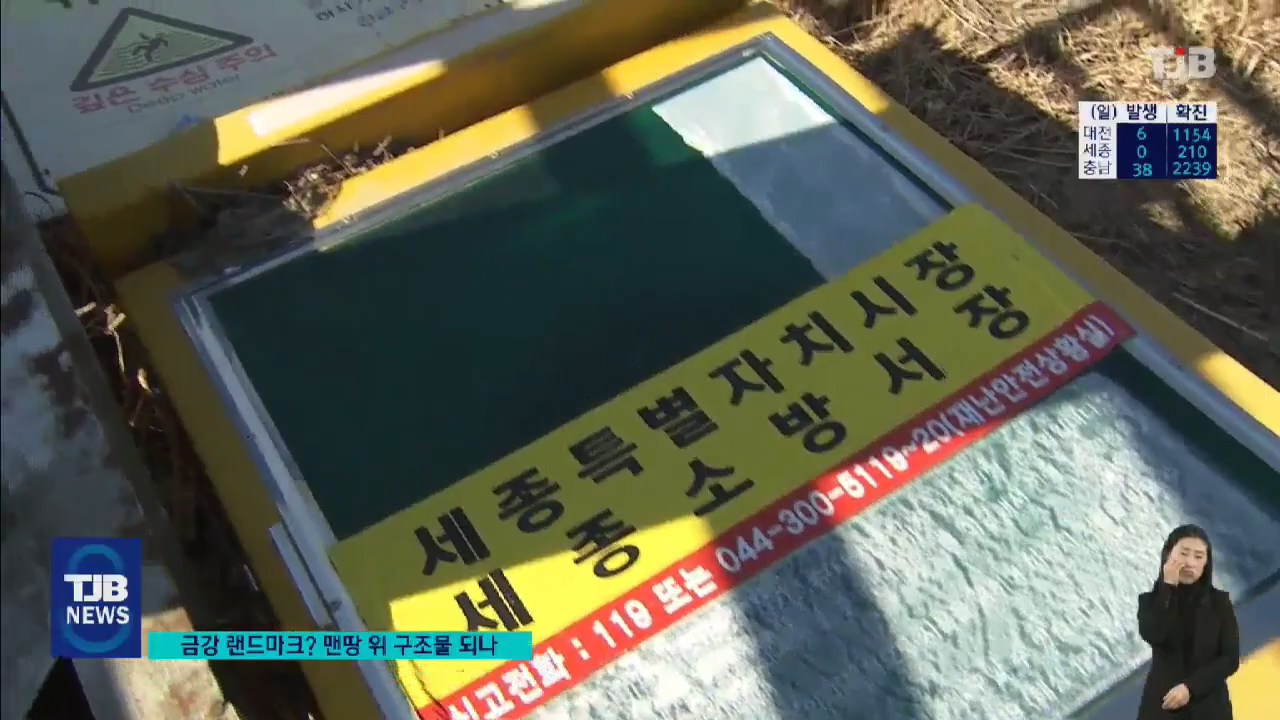 깊은 수심 주의
Deep water
TJB
(일) 발생 확진
대전 6 1154
세종 0 210
충남 38 2239
세종특별자치시장
세종소방서장
신고전화 : 119 또는 044-300-8119~20(재난안전상황실)
TJB
NEWS
8
금강 랜드마크? 맨땅 위 구조물 되나